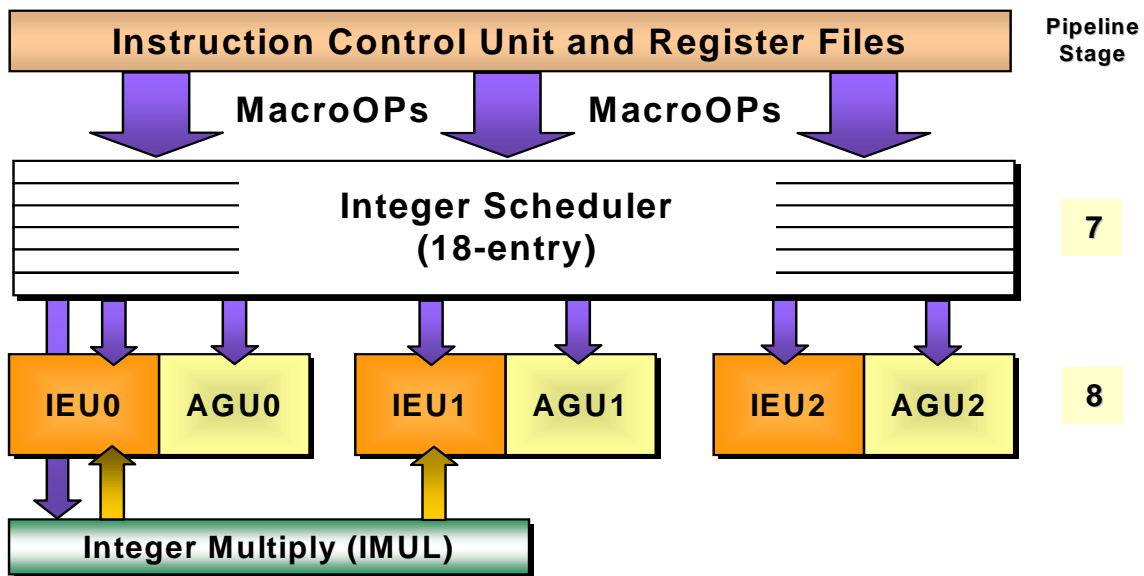 Instruction Control Unit and Register Files
Pipeline
Stage
MacroOPs
MacroOPs
Integer Scheduler
(18-entry)
7
IEU0
AGU0
IEU1
AGU1
IEU2
AGU2
8
Integer Multiply (IMUL)